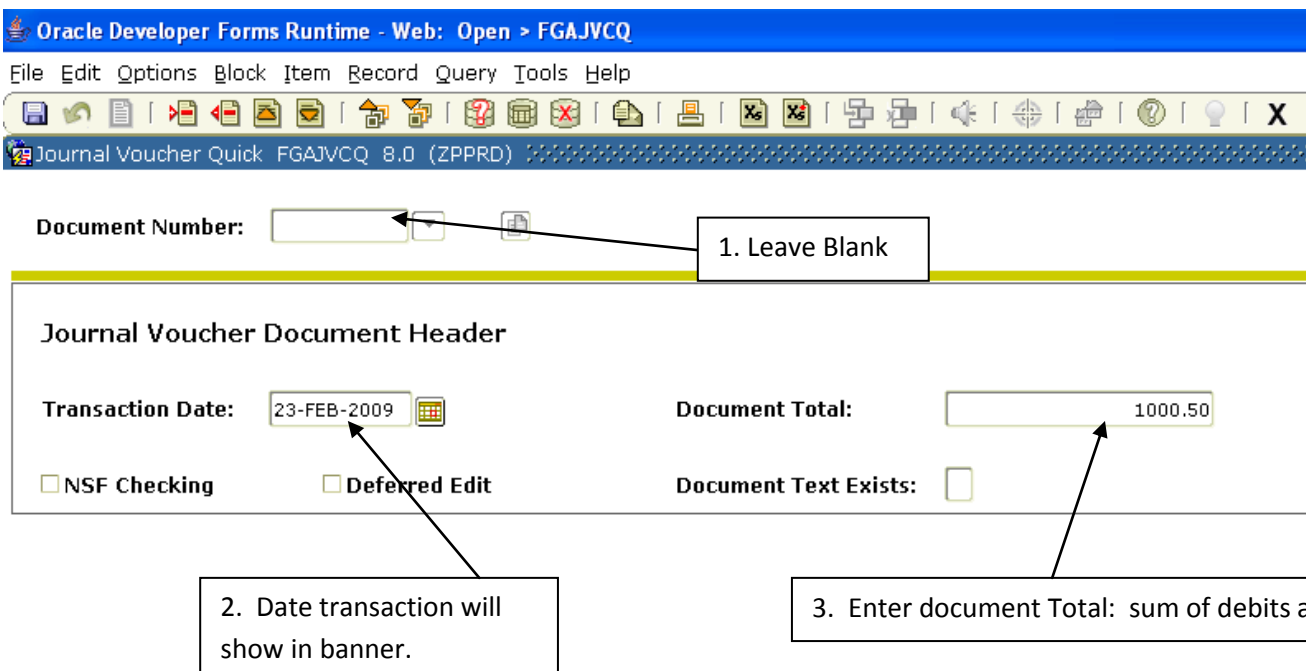 Oracle Developer Forms Runtime - Web: Open > FGAJVCQ
File Edit Options Block Item Record Query Tools Help
Journal Voucher Quick FGAJVCQ 8.0 (ZPPRD)
Document Number:
1. Leave Blank
Journal Voucher Document Header
Transaction Date: 23-FEB-2009 Document Total: 1000.50
NSF Checking Deferred Edit Document Text Exists:
2. Date transaction will
show in banner.
3. Enter document Total: sum of debits a